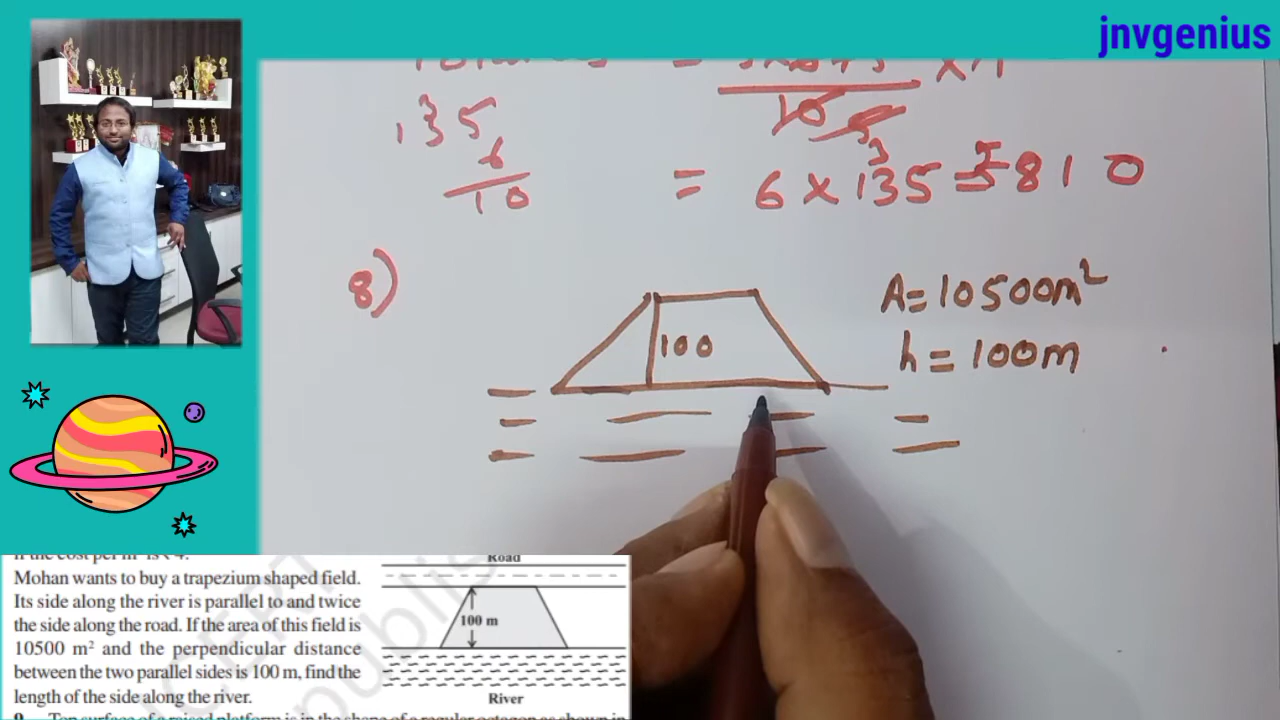 jnvgenius
135
6
10
= 6 X 135 = 810
8)
A = 10500m²
100
h = 100m
Road
Mohan wants to buy a trapezium shaped field.
Its side along the river is parallel to and twice
the side along the road. If the area of this field is
100 m
10500 m² and the perpendicular distance
between the two parallel sides is 100 m, find the
length of the side along the river.
River